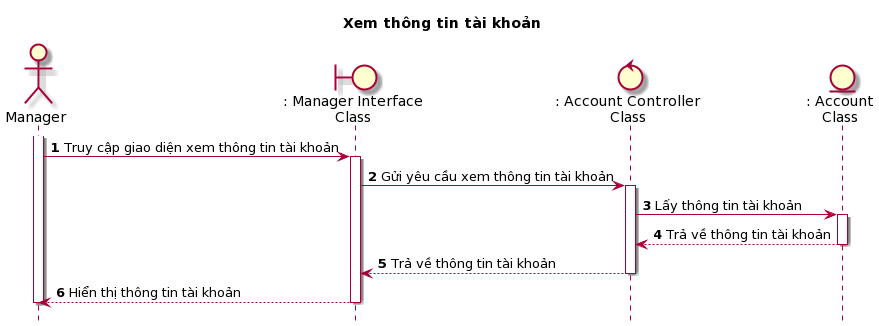 Xem thông tin tài khoản
Manager
: Manager Interface
Class
: Account Controller
Class
: Account
Class
1 Truy cập giao diện xem thông tin tài khoản
2 Gửi yêu cầu xem thông tin tài khoản
3 Lấy thông tin tài khoản
4 Trả về thông tin tài khoản
5 Trả về thông tin tài khoản
6 Hiển thị thông tin tài khoản